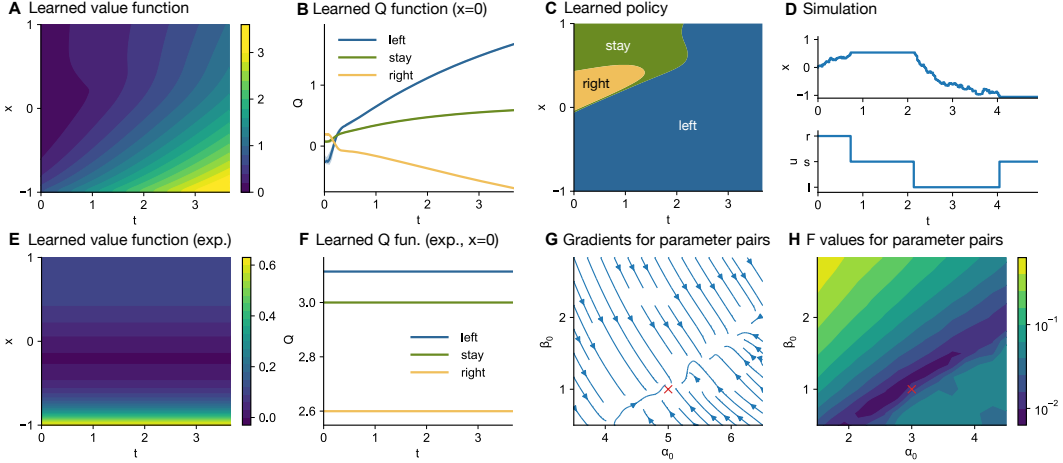 A Learned value function
1
0
−1
x
0
1
2
3
t
3
2
1
0
B Learned Q function (x=0)
left
stay
right
1
0
Q
0
1
2
3
t
C Learned policy
stay
right
left
1
0
−1
x
0
1
2
3
t
D Simulation
1
0
−1
x
0
1
2
3
4
r
s
l
u
0
1
2
3
4
t
E Learned value function (exp.)
1
0
−1
x
0
1
2
3
t
0.6
0.4
0.2
0.0
F Learned Q fun. (exp., x=0)
left
stay
right
3.0
2.8
2.6
Q
0
1
2
3
t
G Gradients for parameter pairs
2
1
β₀
4
5
6
α₀
H F values for parameter pairs
2
1
β₀
2
3
4
α₀
10⁻¹
10⁻²